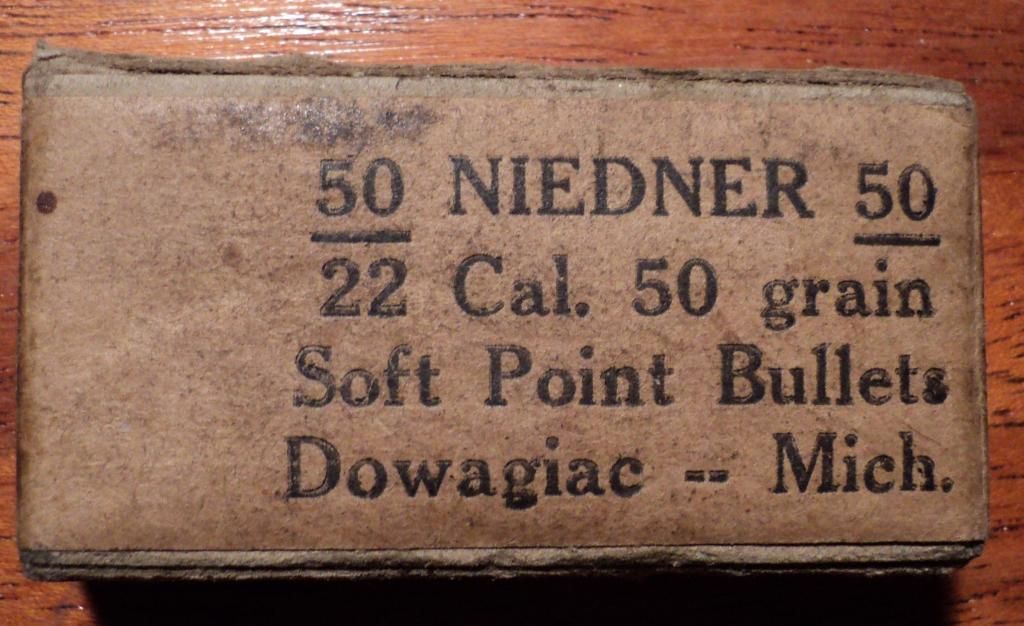 50 NIEDNER 50
22 Cal. 50 grain
Soft Point Bullets
Dowagiac -- Mich.